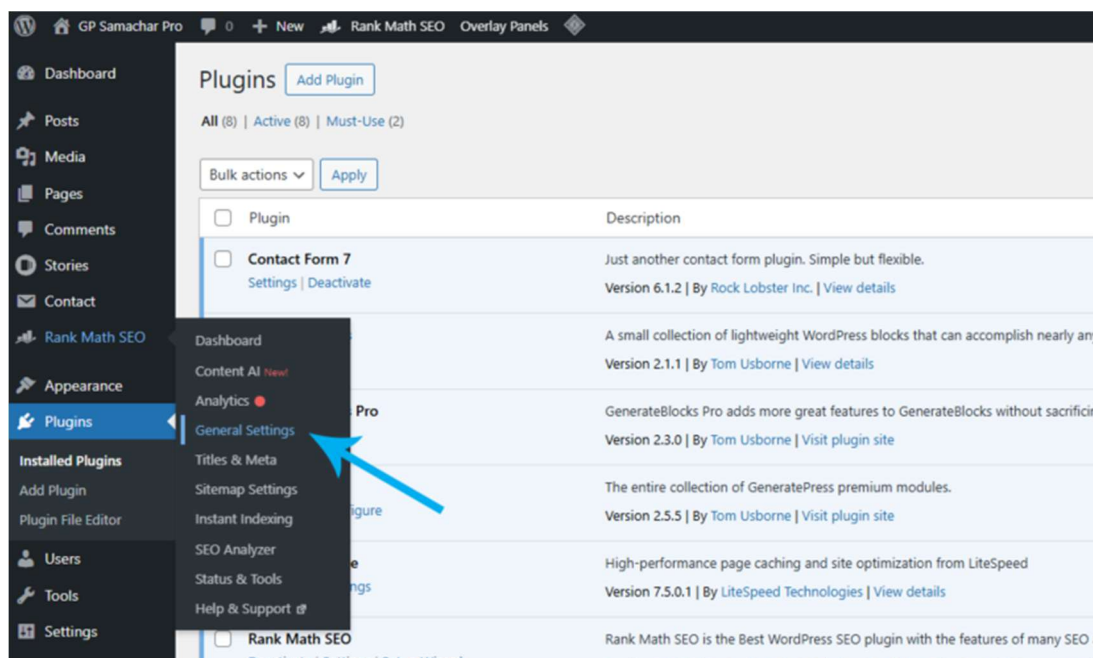 GP Samachar Pro 0 New Rank Math SEO Overlay Panels
Dashboard
Posts
Media
Pages
Comments
Stories
Contact
Rank Math SEO
Appearance
Plugins
Installed Plugins
Add Plugin
Plugin File Editor
Users
Tools
Settings
Dashboard
Content AI New!
Analytics
General Settings
Titles & Meta
Sitemap Settings
Instant Indexing
SEO Analyzer
Status & Tools
Help & Support
Plugins Add Plugin
All (8) | Active (8) | Must-Use (2)
Bulk actions Apply
Plugin Description
Contact Form 7
Settings | Deactivate
Just another contact form plugin. Simple but flexible.
Version 6.1.2 | By Rock Lobster Inc. | View details
A small collection of lightweight WordPress blocks that can accomplish nearly
Version 2.1.1 | By Tom Usborne | View details
Pro
GenerateBlocks Pro adds more great features to GenerateBlocks without
Version 2.3.0 | By Tom Usborne | Visit plugin site
The entire collection of GeneratePress premium modules.
Version 2.5.5 | By Tom Usborne | Visit plugin site
High-performance page caching and site optimization from LiteSpeed
Version 7.5.0.1 | By LiteSpeed Technologies | View details
Rank Math SEO
Rank Math SEO is the Best WordPress SEO plugin with the features of many SEO